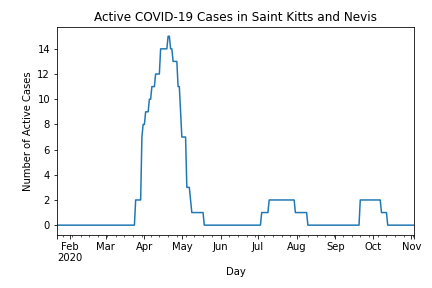 Active COVID-19 Cases in Saint Kitts and Nevis
Number of Active Cases
14
12
10
8
6
4
2
0
Feb Mar Apr May Jun Jul Aug Sep Oct Nov
2020
Day